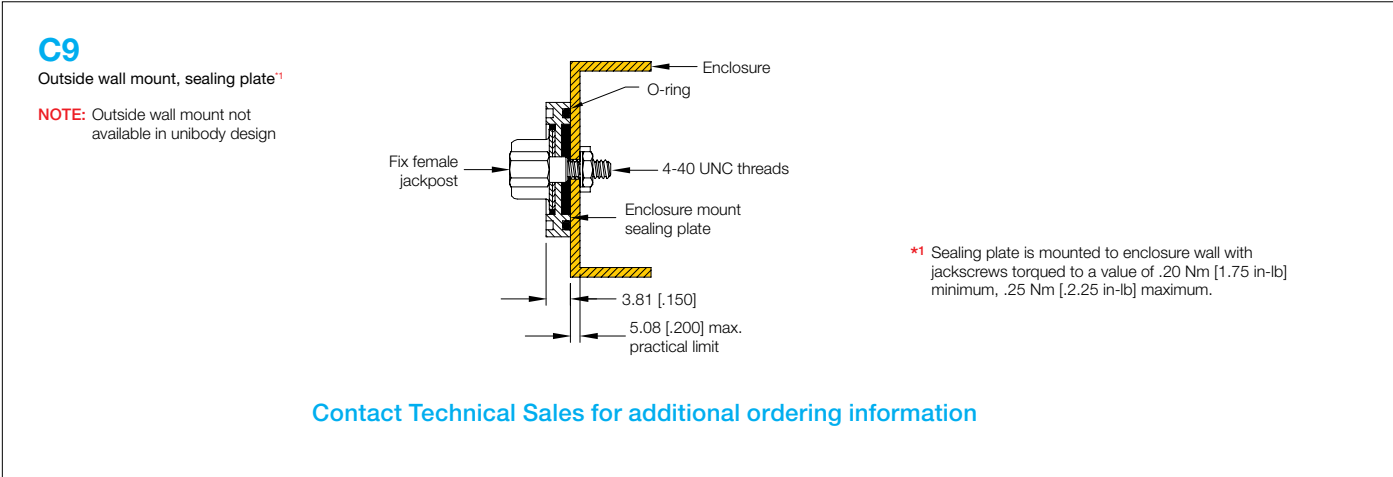 C9
Outside wall mount, sealing plate*1
NOTE: Outside wall mount not
available in unibody design
Enclosure
O-ring
Fix female
jackpost
4-40 UNC threads
Enclosure mount
sealing plate
*1 Sealing plate is mounted to enclosure wall with
jackscrews torqued to a value of .20 Nm [1.75 in-lb]
minimum, .25 Nm [.2.25 in-lb] maximum.
3.81 [.150]
5.08 [.200] max.
practical limit
Contact Technical Sales for additional ordering information